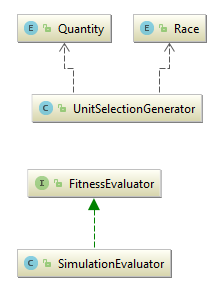 E Quantity
E Race
C UnitSelectionGenerator
I FitnessEvaluator
C SimulationEvaluator